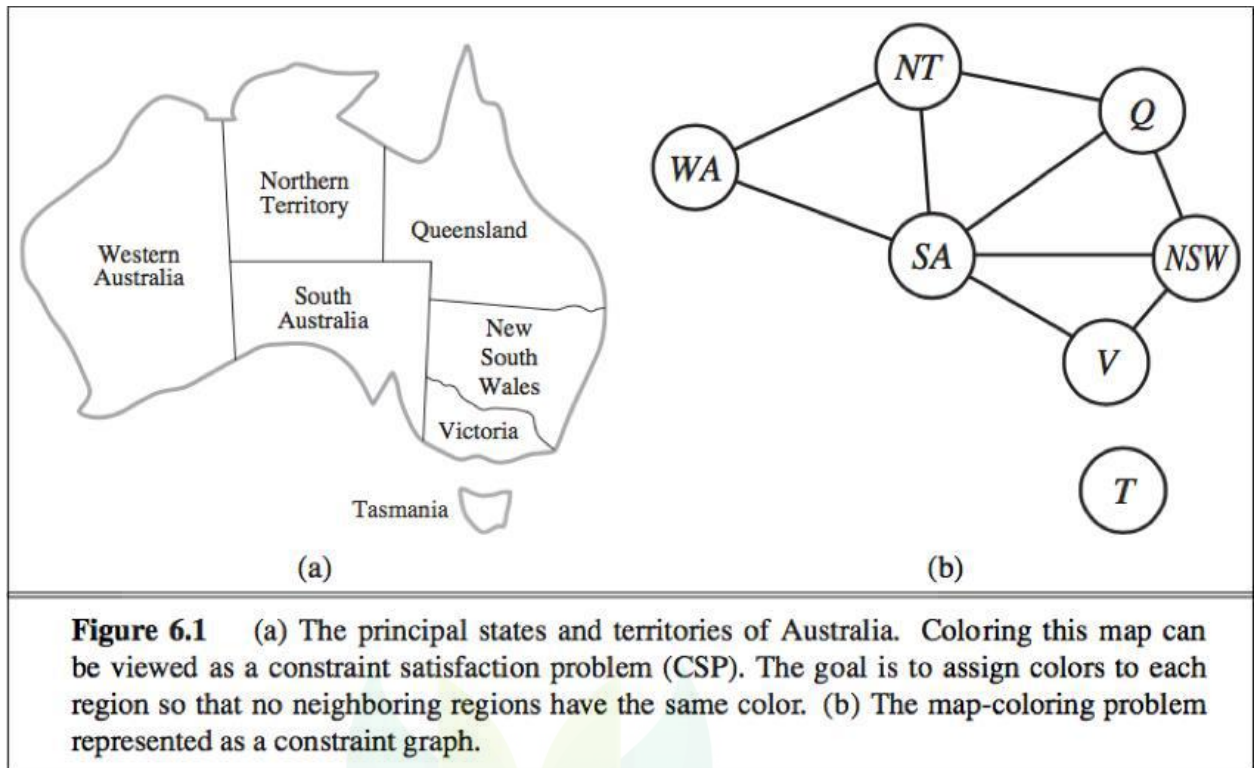 Northern
Territory
Western
Australia
South
Australia
Queensland
New
South
Wales
Victoria
Tasmania
(a)
NT
Q
WA
SA
NSW
V
T
(b)
Figure 6.1 (a) The principal states and territories of Australia. Coloring this map can
be viewed as a constraint satisfaction problem (CSP). The goal is to assign colors to each
region so that no neighboring regions have the same color. (b) The map-coloring problem
represented as a constraint graph.